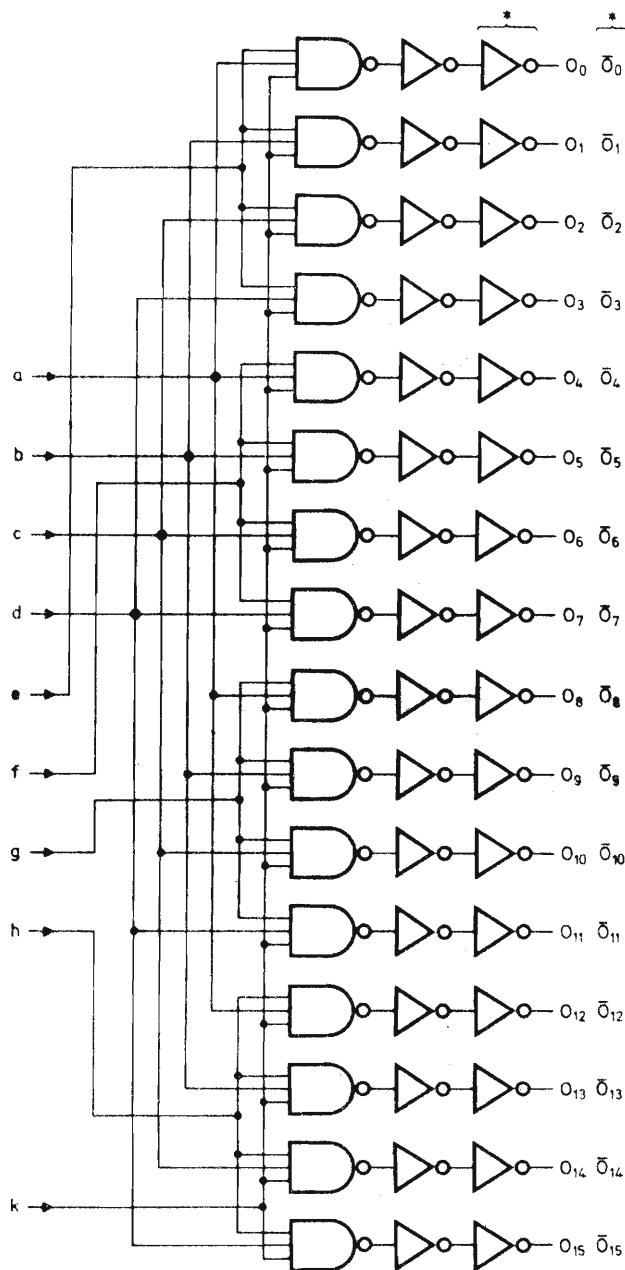 * *
O₀ Ō₀
O₁ Ō₁
O₂ Ō₂
O₃ Ō₃
a O₄ Ō₄
b O₅ Ō₅
c O₆ Ō₆
d O₇ Ō₇
e O₈ Ō₈
f O₉ Ō₉
g O₁₀ Ō₁₀
h O₁₁ Ō₁₁
O₁₂ Ō₁₂
O₁₃ Ō₁₃
O₁₄ Ō₁₄
k
O₁₅ Ō₁₅